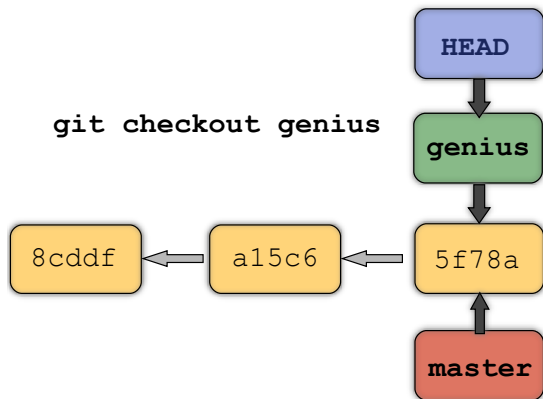 HEAD
git checkout genius
genius
8cddf
a15c6
5f78a
master